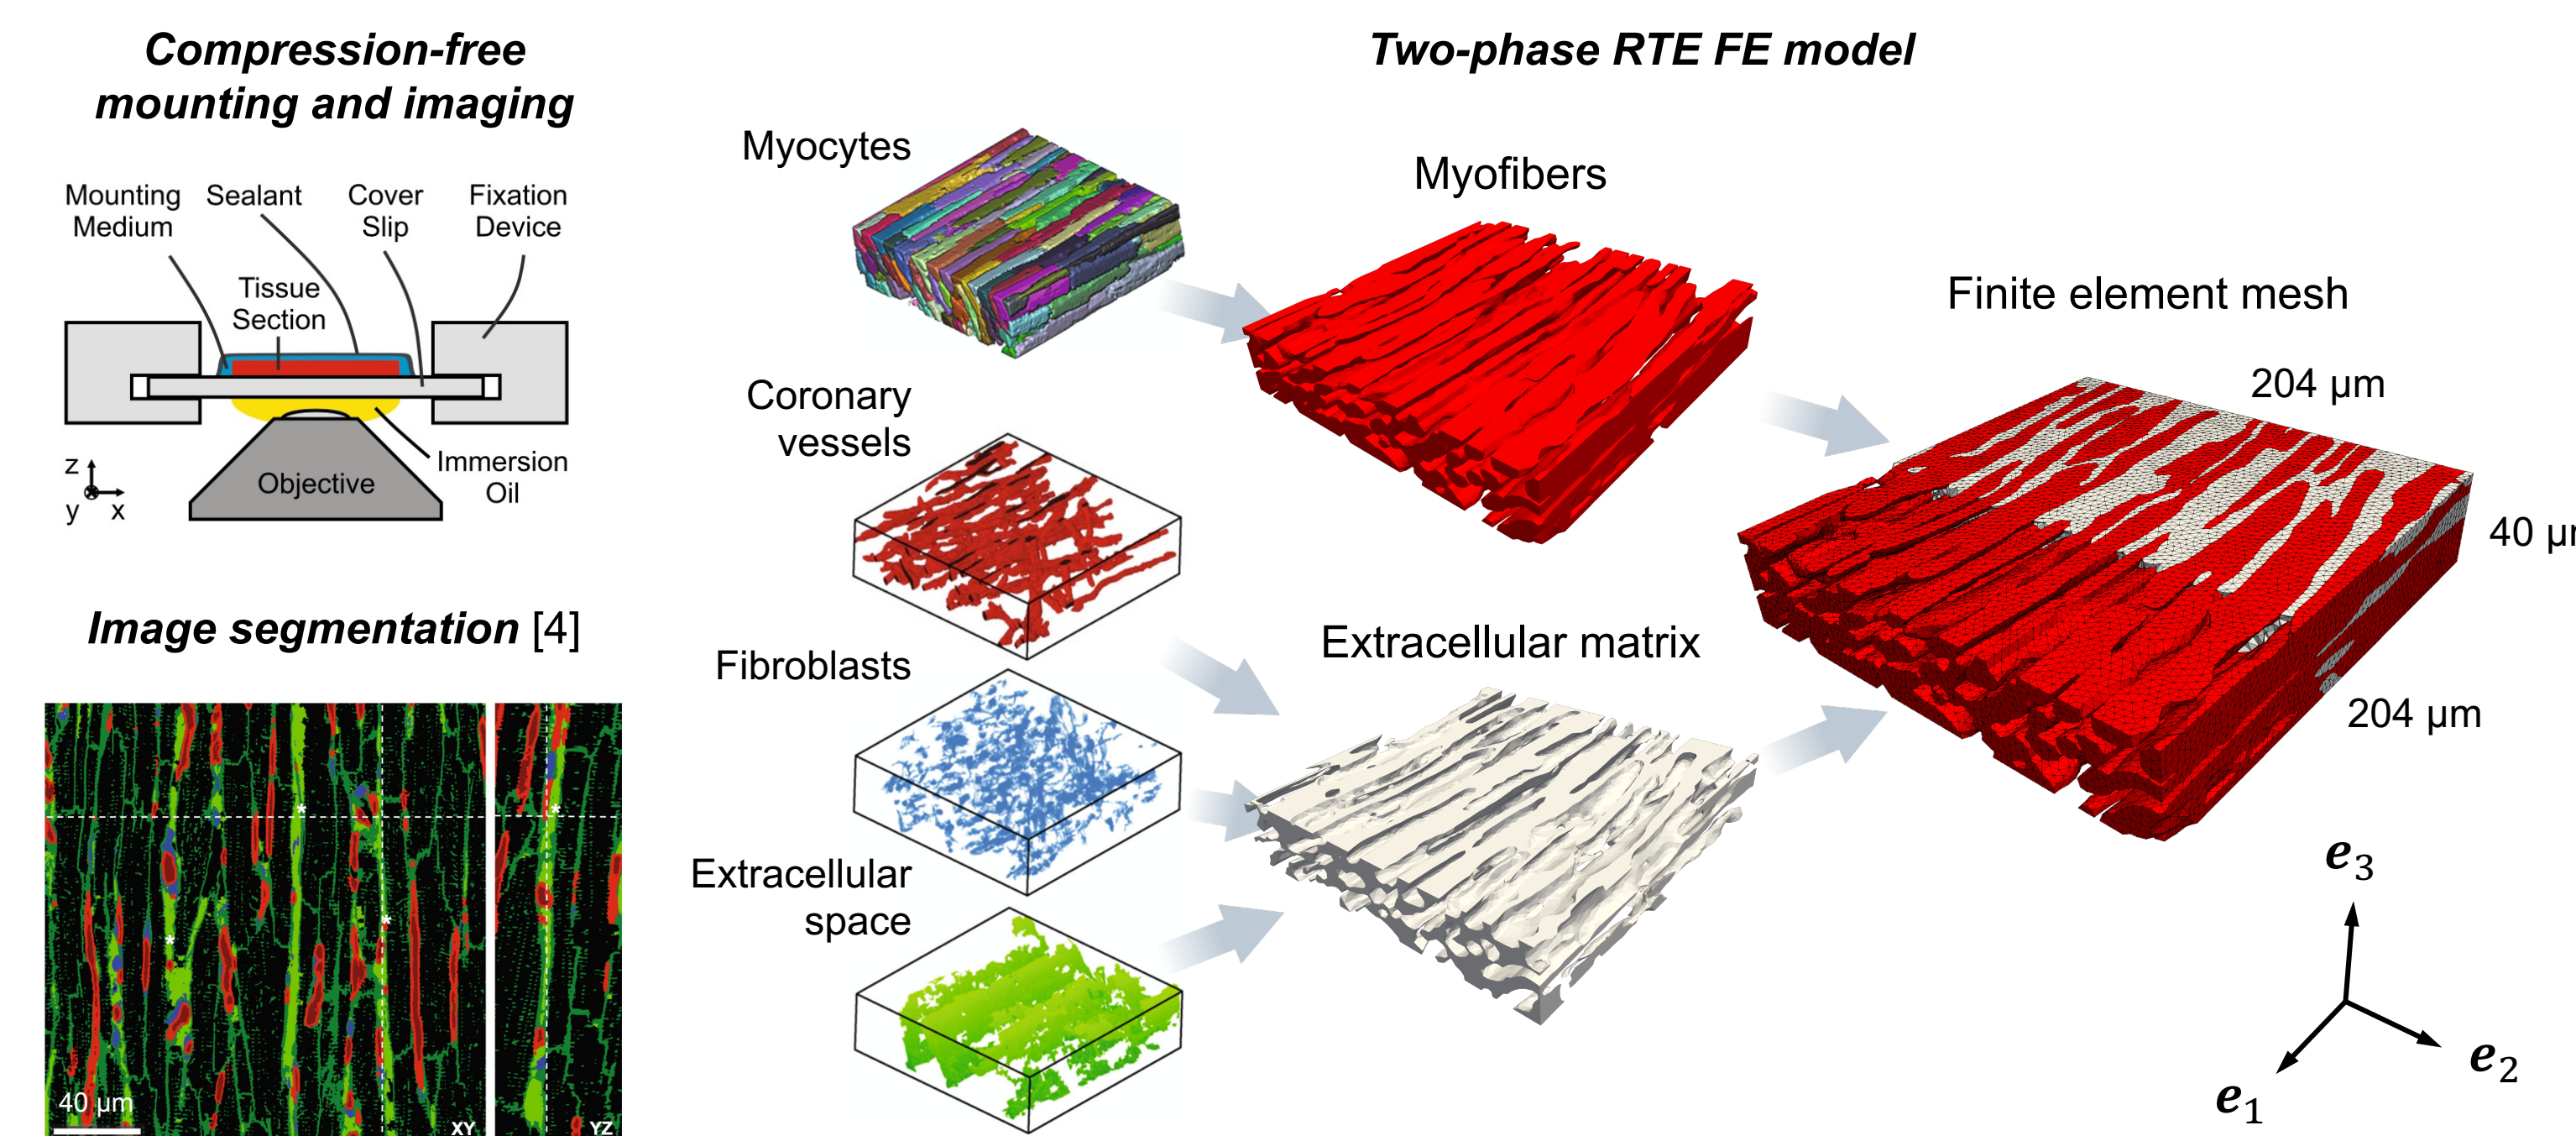 Compression-free
mounting and imaging
Mounting
Medium
Sealant
Cover
Slip
Fixation
Device
Tissue
Section
Objective
Immersion
Oil
z
y
x
Image segmentation [4]
*
*
*
*
40 µm
XY
YZ
Two-phase RTE FE model
Myocytes
Coronary
vessels
Fibroblasts
Extracellular
space
Myofibers
Extracellular matrix
Finite element mesh
204 µm
40 µ
204 µm
e3
e2
e1